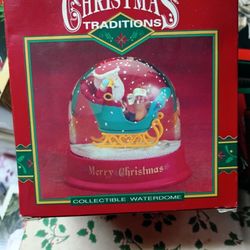 CHRISTMAS
TRADITIONS
Merry Christmas
COLLECTIBLE WATERDOME